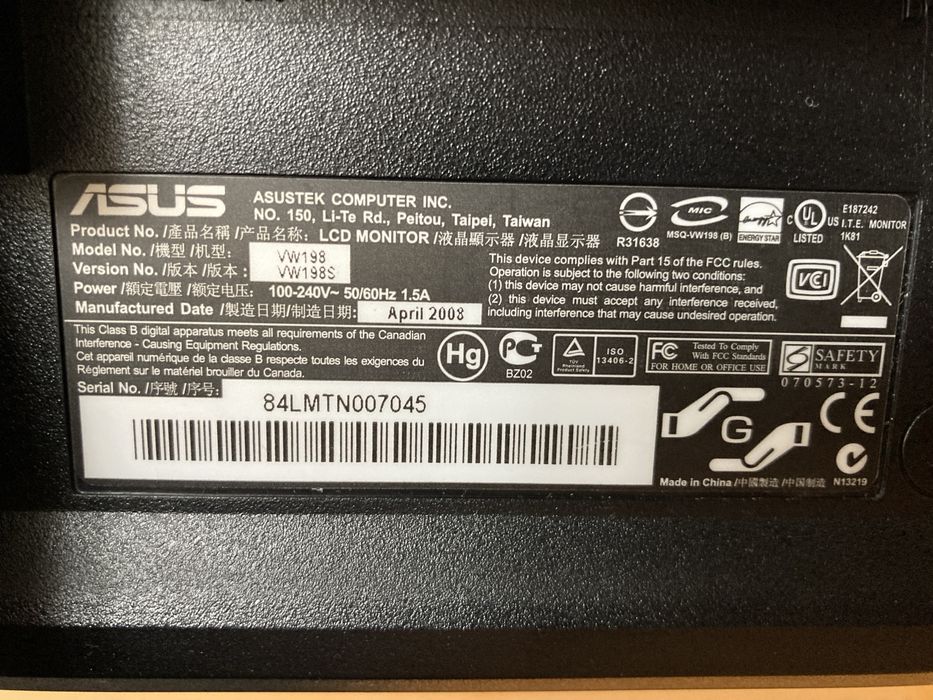 ASUS
ASUSTEK COMPUTER INC.
NO. 150, Li-Te Rd., Peitou, Taipei, Taiwan
Product No. /產品名稱 /产品名称: LCD MONITOR /液晶顯示器 /液晶显示器
Model No. /機型 /机型: VW198
Version No. /版本 /版本 : VW198S
Power /額定電壓 /额定电压: 100-240V~ 50/60Hz 1.5A
Manufactured Date /製造日期/制造日期: April 2008
R31638
MIC
MSQ-VW198 (B)
ENERGY STAR
C UL US
LISTED
E187242
I.T.E. MONITOR
1K81
This device complies with Part 15 of the FCC rules.
Operation is subject to the following two conditions:
(1) this device may not cause harmful interference, and
(2) this device must accept any interference received,
including interference that may cause undesired operation.
VCI
This Class B digital apparatus meets all requirements of the Canadian
Interference - Causing Equipment Regulations.
Cet appareil numérique de la classe B respecte toutes les exigences du
Réglement sur le matériel brouiller du Canada.
Hg
PCT
BZ02
TÜV
Rheinland
Product Safety
ISO
13406-2
FC Tested To Comply
With FCC Standards
FOR HOME OR OFFICE USE
S SAFETY
MARK
070573-12
Serial No. /序號 /序号:
84LMTN007045
G
CE
N13219
Made in China /中國製造 /中国制造